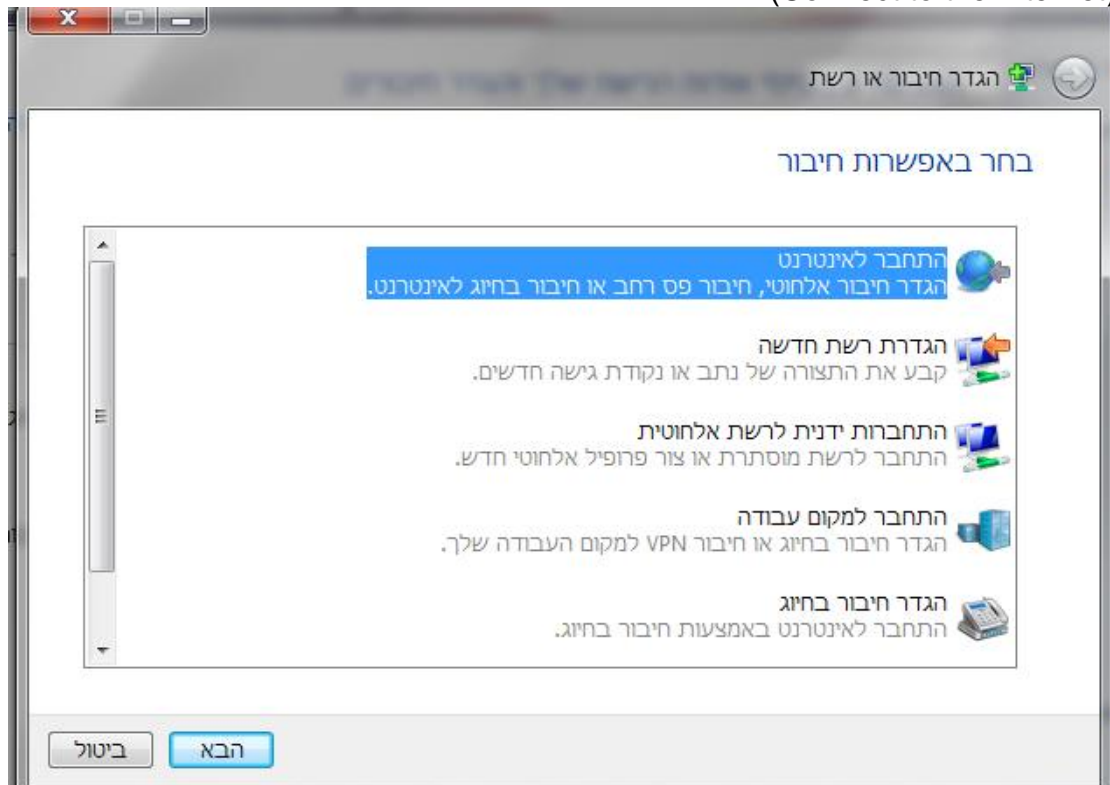 הגדר חיבור או רשת
בחר באפשרות חיבור
התחבר לאינטרנט
הגדר חיבור אלחוטי, חיבור פס רחב או חיבור בחיוג לאינטרנט.
הגדרת רשת חדשה
קבע את התצורה של נתב או נקודת גישה חדשים.
התחברות ידנית לרשת אלחוטית
התחבר לרשת מוסתרת או צור פרופיל אלחוטי חדש.
התחבר למקום עבודה
הגדר חיבור בחיוג או חיבור VPN למקום העבודה שלך.
הגדר חיבור בחיוג
התחבר לאינטרנט באמצעות חיבור בחיוג.
הבא
ביטול